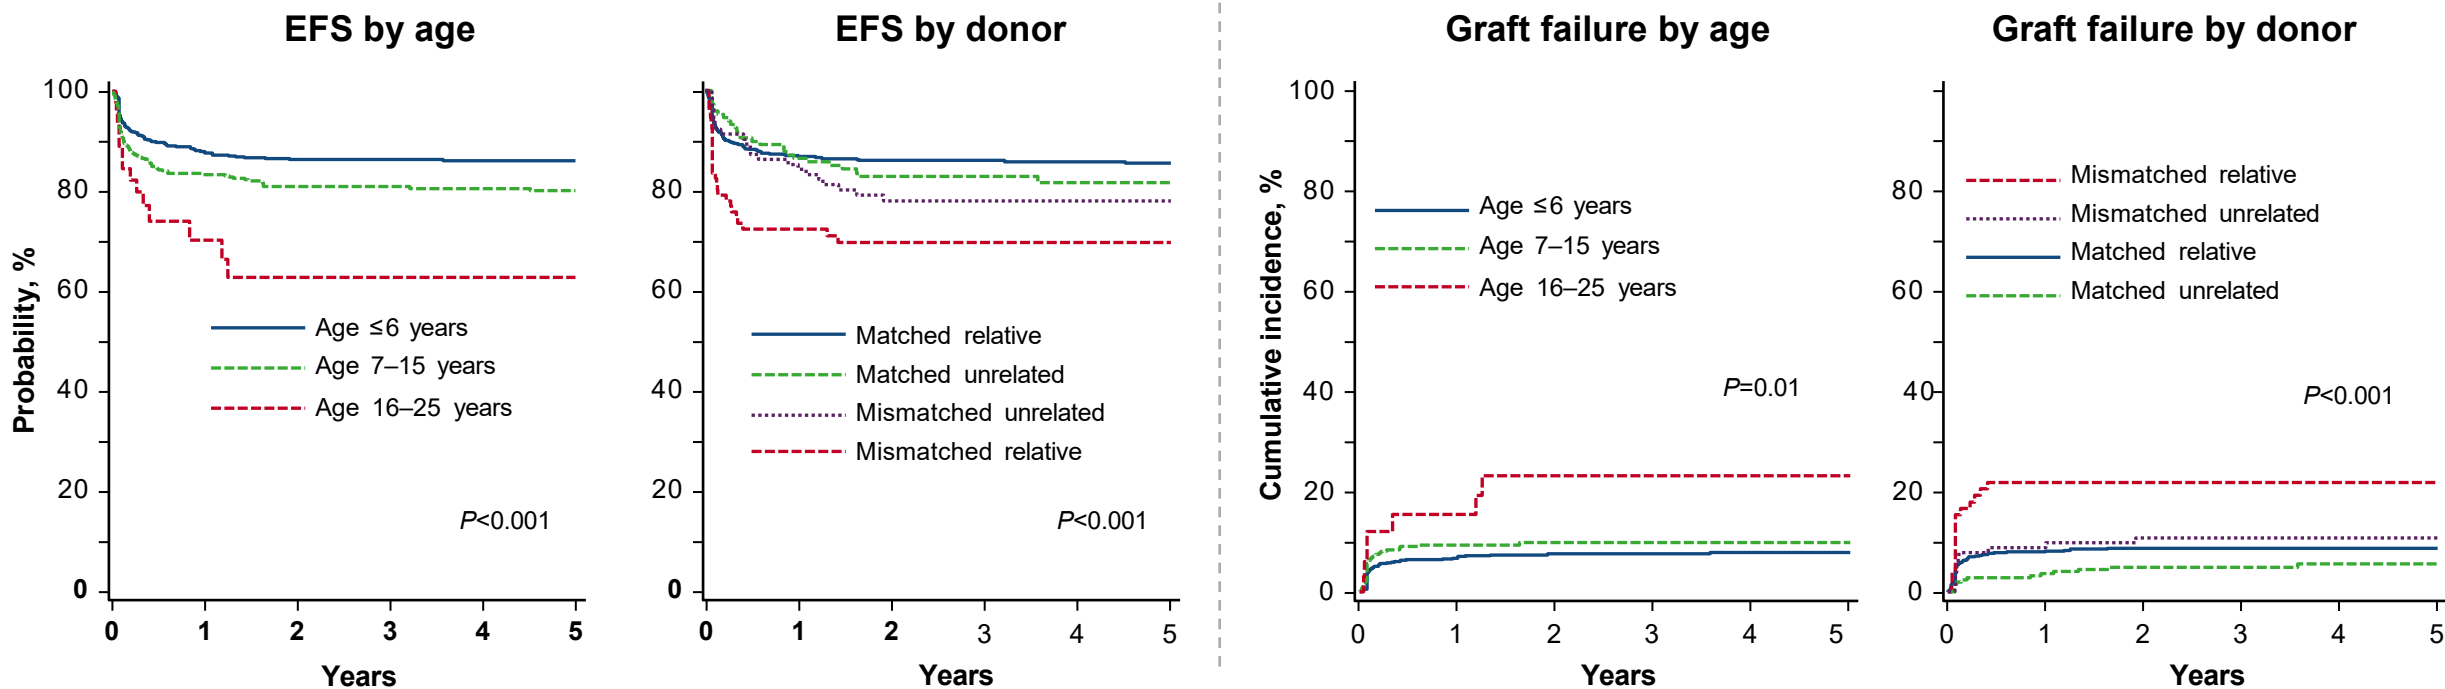 EFS by age
EFS by donor
Graft failure by age
Graft failure by donor
Probability, %
100
80
60
40
20
0
Age ≤6 years
Age 7–15 years
Age 16–25 years
P<0.001
0 1 2 3 4 5
Years
80
60
40
20
0
Matched relative
Matched unrelated
Mismatched unrelated
Mismatched relative
P<0.001
0 1 2 3 4 5
Years
Cumulative incidence, %
100
80
60
40
20
0
Age ≤6 years
Age 7–15 years
Age 16–25 years
P=0.01
0 1 2 3 4 5
Years
80
60
40
20
0
Mismatched relative
Mismatched unrelated
Matched relative
Matched unrelated
P<0.001
0 1 2 3 4 5
Years